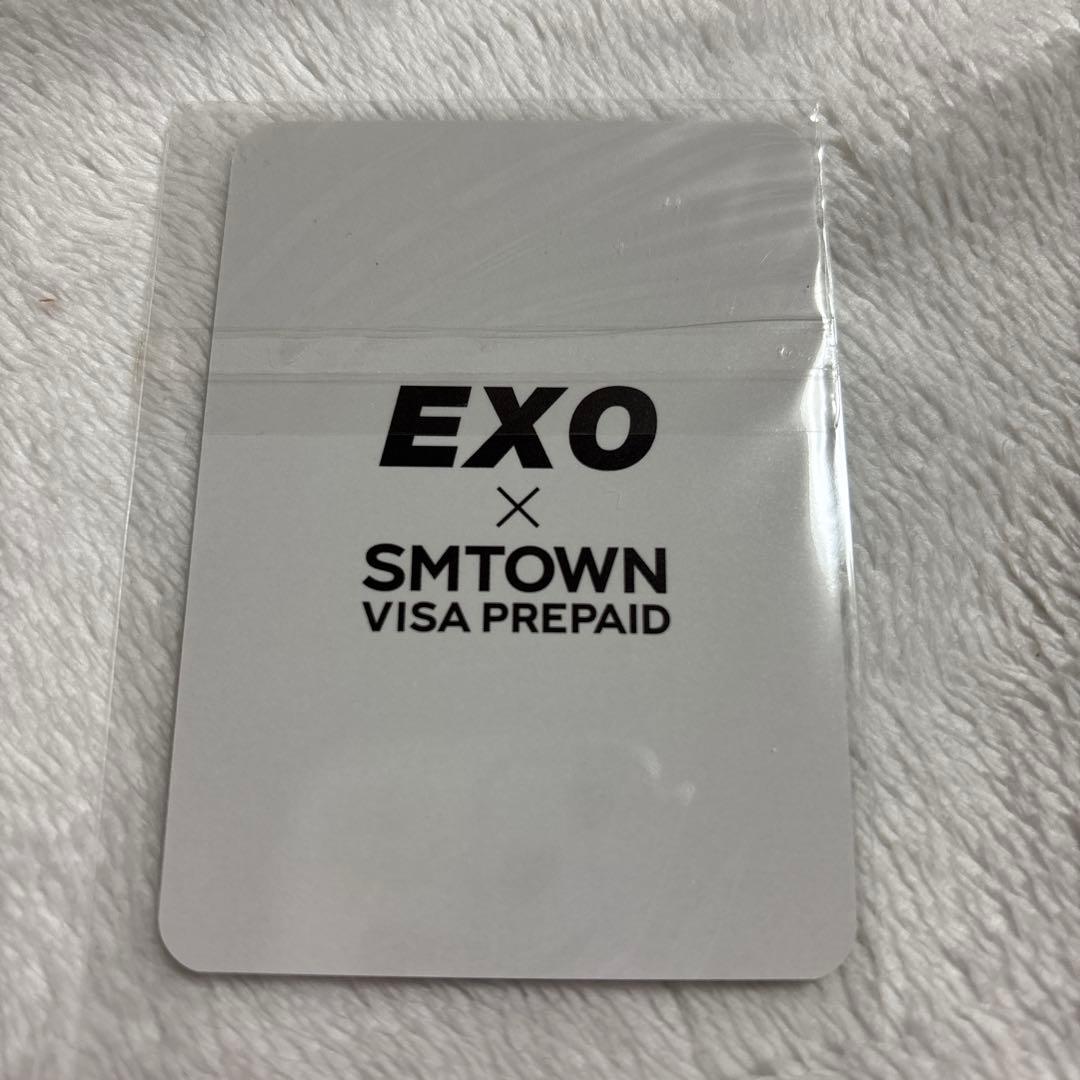 EXO
×
SMTOWN
VISA PREPAID